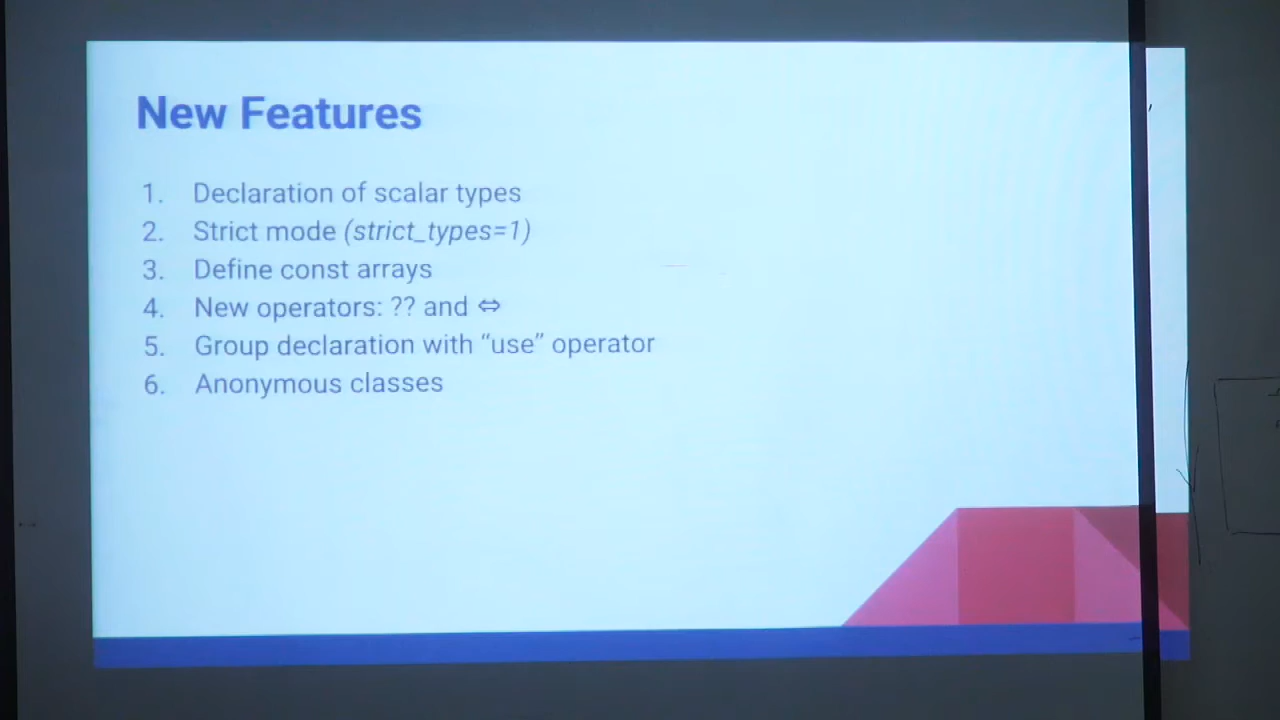 New Features
1. Declaration of scalar types
2. Strict mode (strict_types=1)
3. Define const arrays
4. New operators: ?? and ⇔
5. Group declaration with “use” operator
6. Anonymous classes